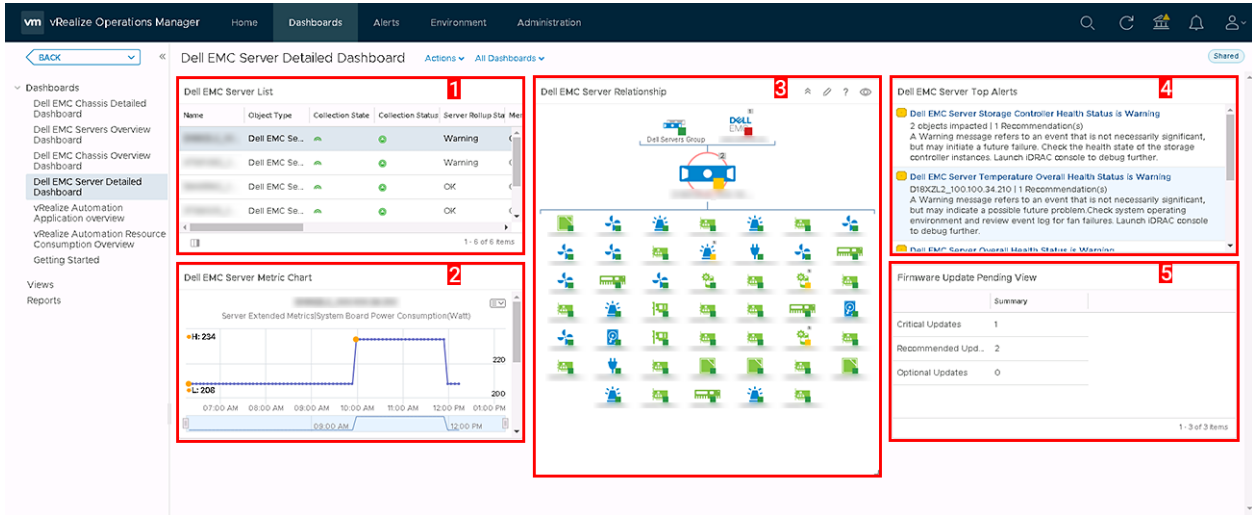 vm vRealize Operations Manager Home Dashboards Alerts Environment Administration
BACK
Dell EMC Server Detailed Dashboard Actions All Dashboards Shared
Dashboards
Dell EMC Chassis Detailed
Dashboard
Dell EMC Servers Overview
Dashboard
Dell EMC Chassis Overview
Dashboard
Dell EMC Server Detailed
Dashboard
vRealize Automation
Application overview
vRealize Automation Resource
Consumption Overview
Getting Started
Views
Reports
Dell EMC Server List 1
Name Object Type Collection State Collection Status Server Rollup Sta Mer
Dell EMC Se... Warning
Dell EMC Se... Warning
Dell EMC Se... OK
Dell EMC Se... OK
1 - 6 of 6 items
Dell EMC Server Metric Chart 2
Server Extended Metrics|System Board Power Consumption(Watt)
H: 234
220
L: 208
200
07:00 AM 08:00 AM 09:00 AM 10:00 AM 11:00 AM 12:00 PM 01:00 PM
09:00 AM 12:00 PM
Dell EMC Server Relationship 3
Dell Servers Group
DELL
EMC
2
Dell EMC Server Top Alerts 4
Dell EMC Server Storage Controller Health Status is Warning
2 objects impacted | 1 Recommendation(s)
A Warning message refers to an event that is not necessarily significant,
but may initiate a future failure. Check the health state of the storage
controller instances. Launch iDRAC console to debug further.
Dell EMC Server Temperature Overall Health Status is Warning
D18XZL2_100.100.34.210 | 1 Recommendation(s)
A Warning message refers to an event that is not necessarily significant,
but may indicate a possible future problem.Check system operating
environment and review event log for fan failures. Launch iDRAC console
to debug further.
Dell EMC Server Overall Health Status is Warning
Firmware Update Pending View 5
Summary
Critical Updates 1
Recommended Upd... 2
Optional Updates 0
1 - 3 of 3 items